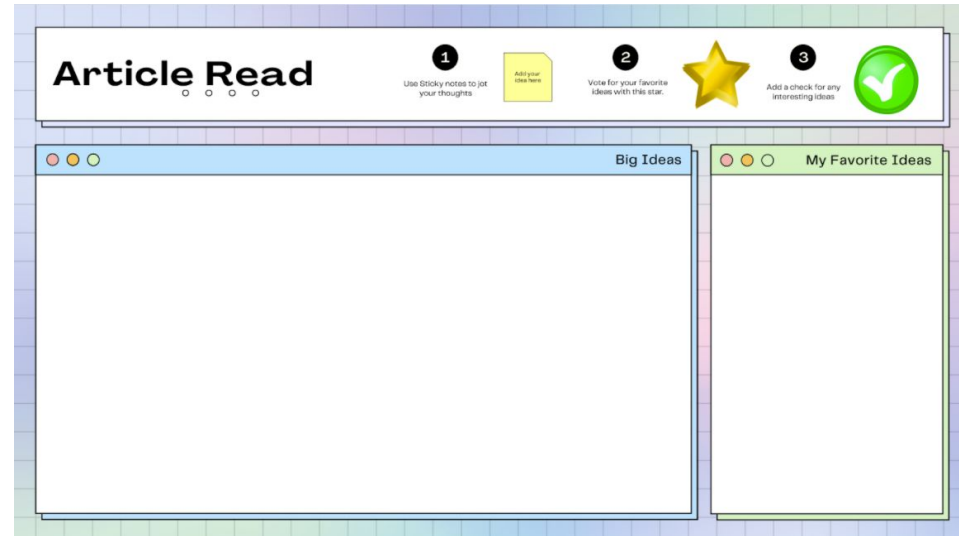 Article Read
1
Use Sticky notes to jot
your thoughts
Add your
idea here
2
Vote for your favorite
ideas with this star.
3
Add a check for any
interesting ideas
Big Ideas
My Favorite Ideas